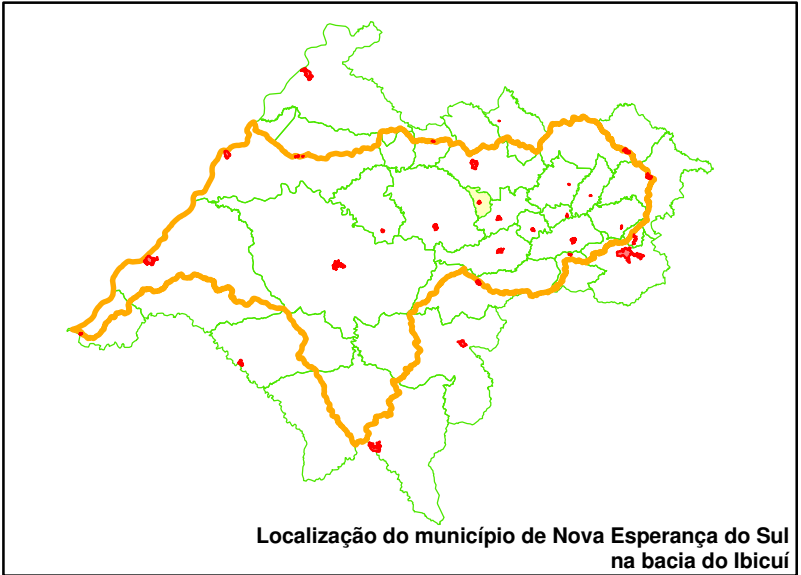 Localização do município de Nova Esperança do Sul
na bacia do Ibicuí